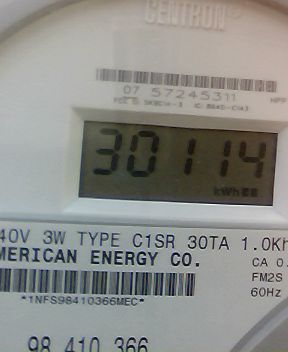 CENTRON®
07 57245311
30114
kWh
40V 3W TYPE C1SR 30TA 1.0Kh
MERICAN ENERGY CO.
CA 0.
FM2S
60Hz
*1NFS98410366MEC*
98 410 366